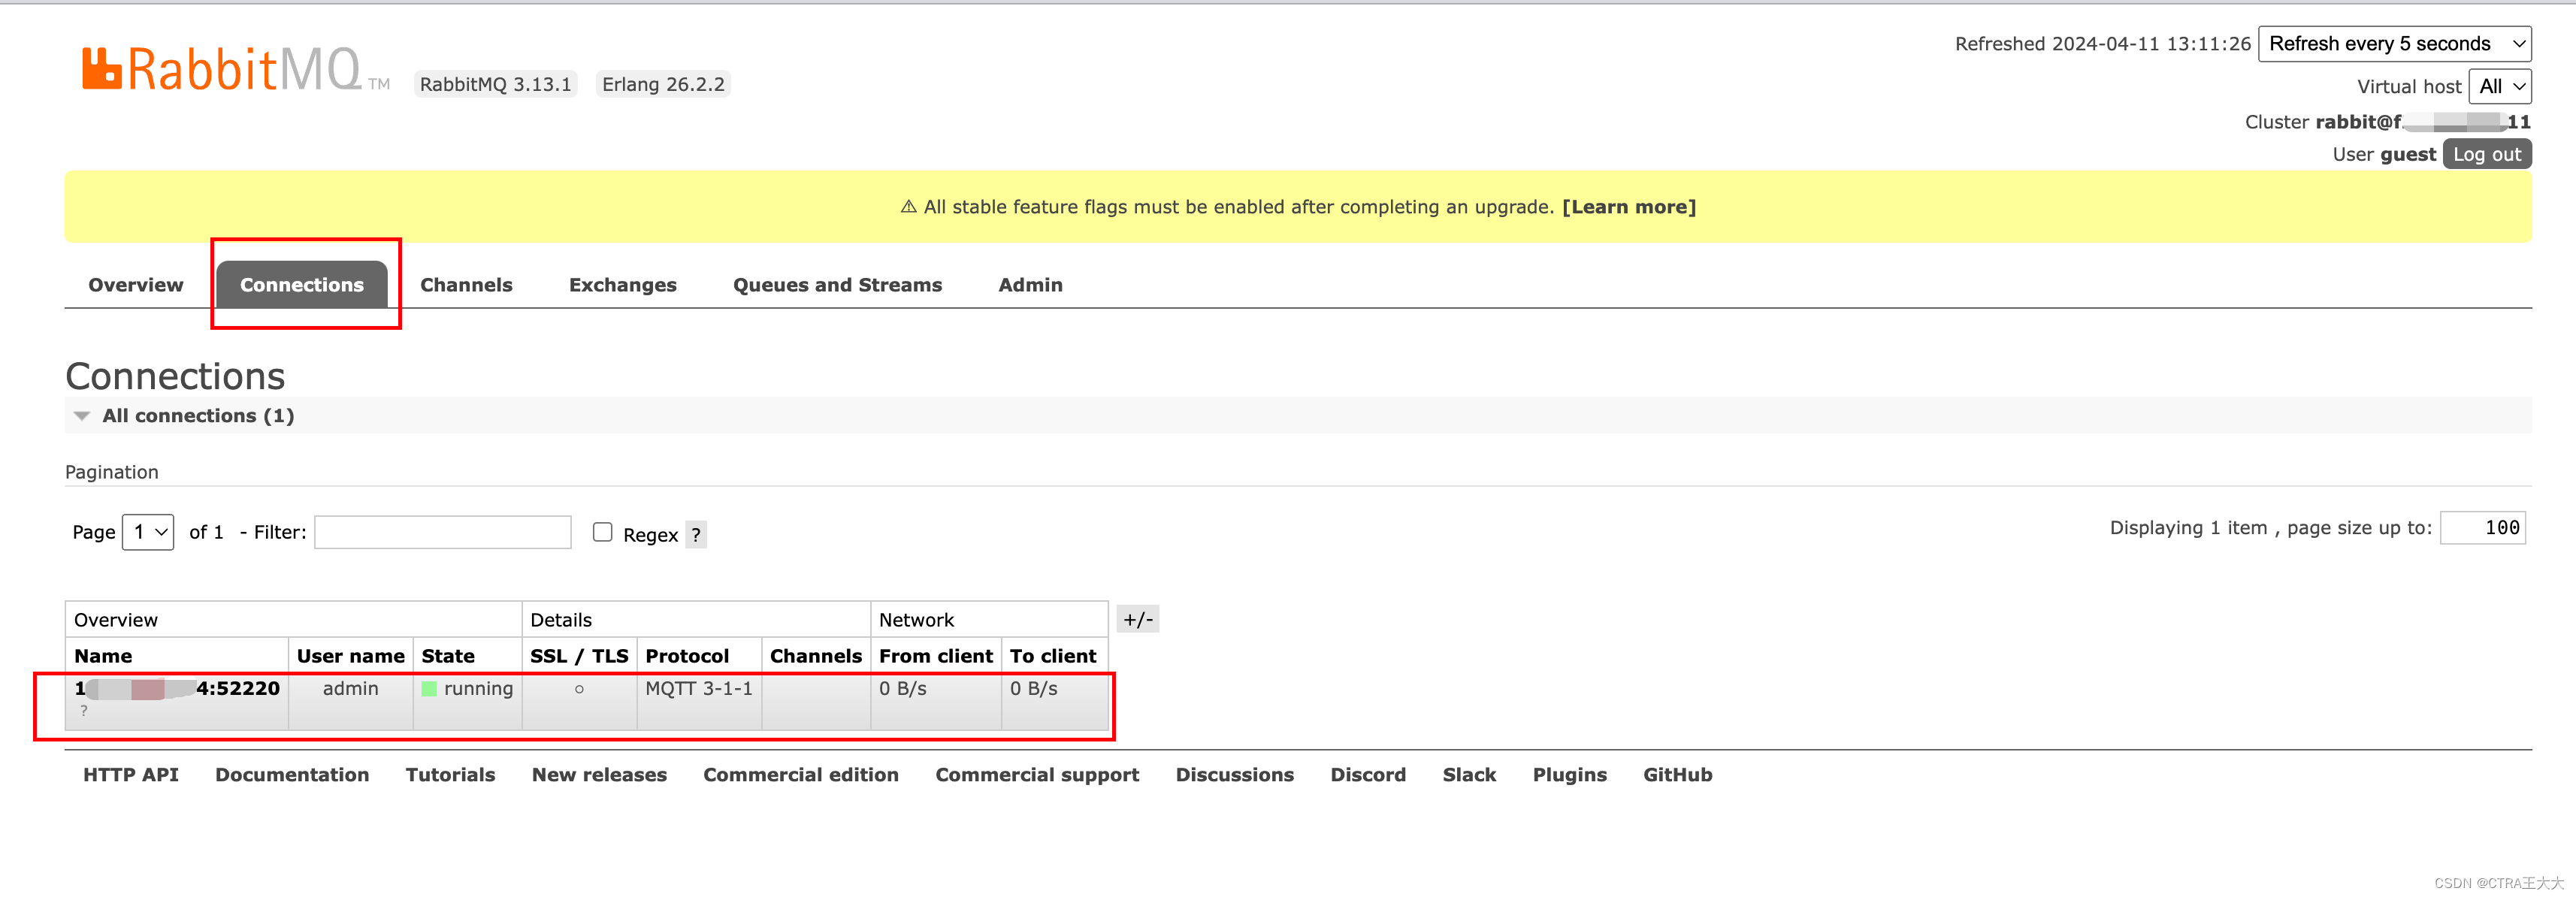 RabbitMQ TM RabbitMQ 3.13.1 Erlang 26.2.2
Refreshed 2024-04-11 13:11:26 Refresh every 5 seconds
Virtual host All
Cluster rabbit@f 11
User guest Log out
⚠ All stable feature flags must be enabled after completing an upgrade. [Learn more]
Overview Connections Channels Exchanges Queues and Streams Admin
Connections
All connections (1)
Pagination
Page 1 of 1 - Filter: Regex ? Displaying 1 item , page size up to: 100
Overview Details Network +/-
Name User name State SSL / TLS Protocol Channels From client To client
1 4:52220 admin running ○ MQTT 3-1-1 0 B/s 0 B/s
?
HTTP API Documentation Tutorials New releases Commercial edition Commercial support Discussions Discord Slack Plugins GitHub
CSDN @CTRA王大大